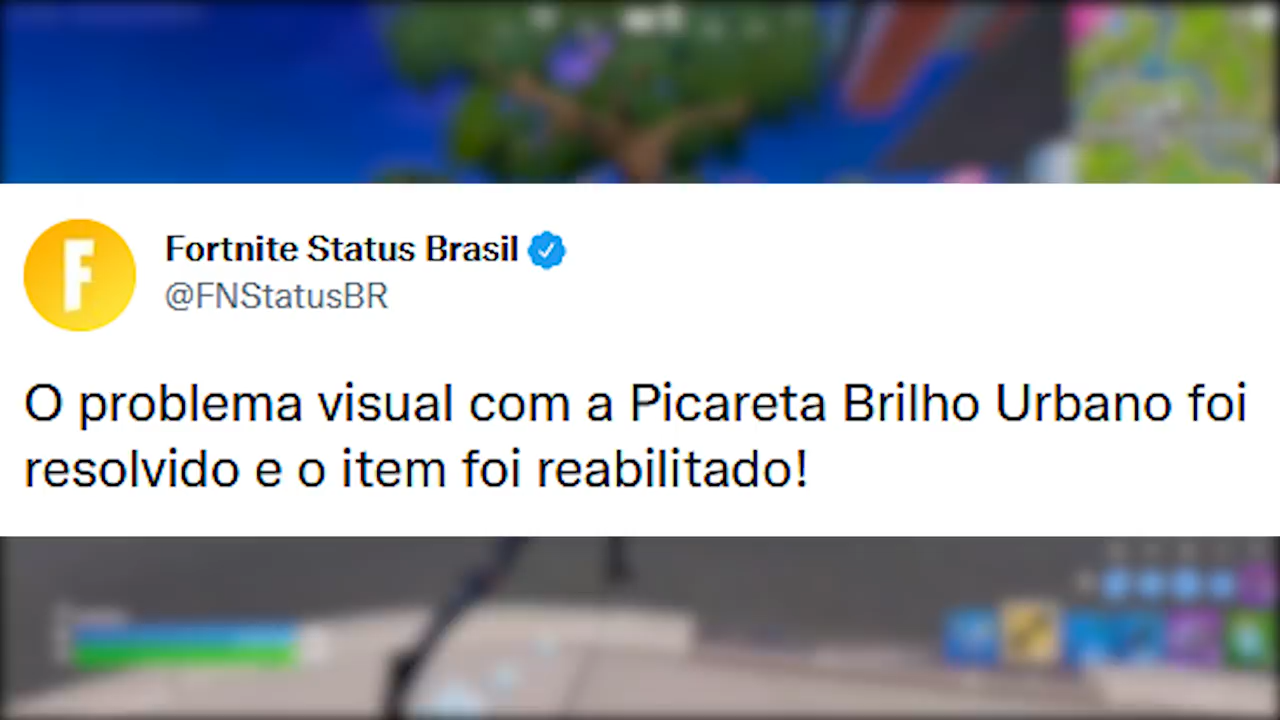 F
Fortnite Status Brasil
@FNStatusBR
O problema visual com a Picareta Brilho Urbano foi
resolvido e o item foi reabilitado!